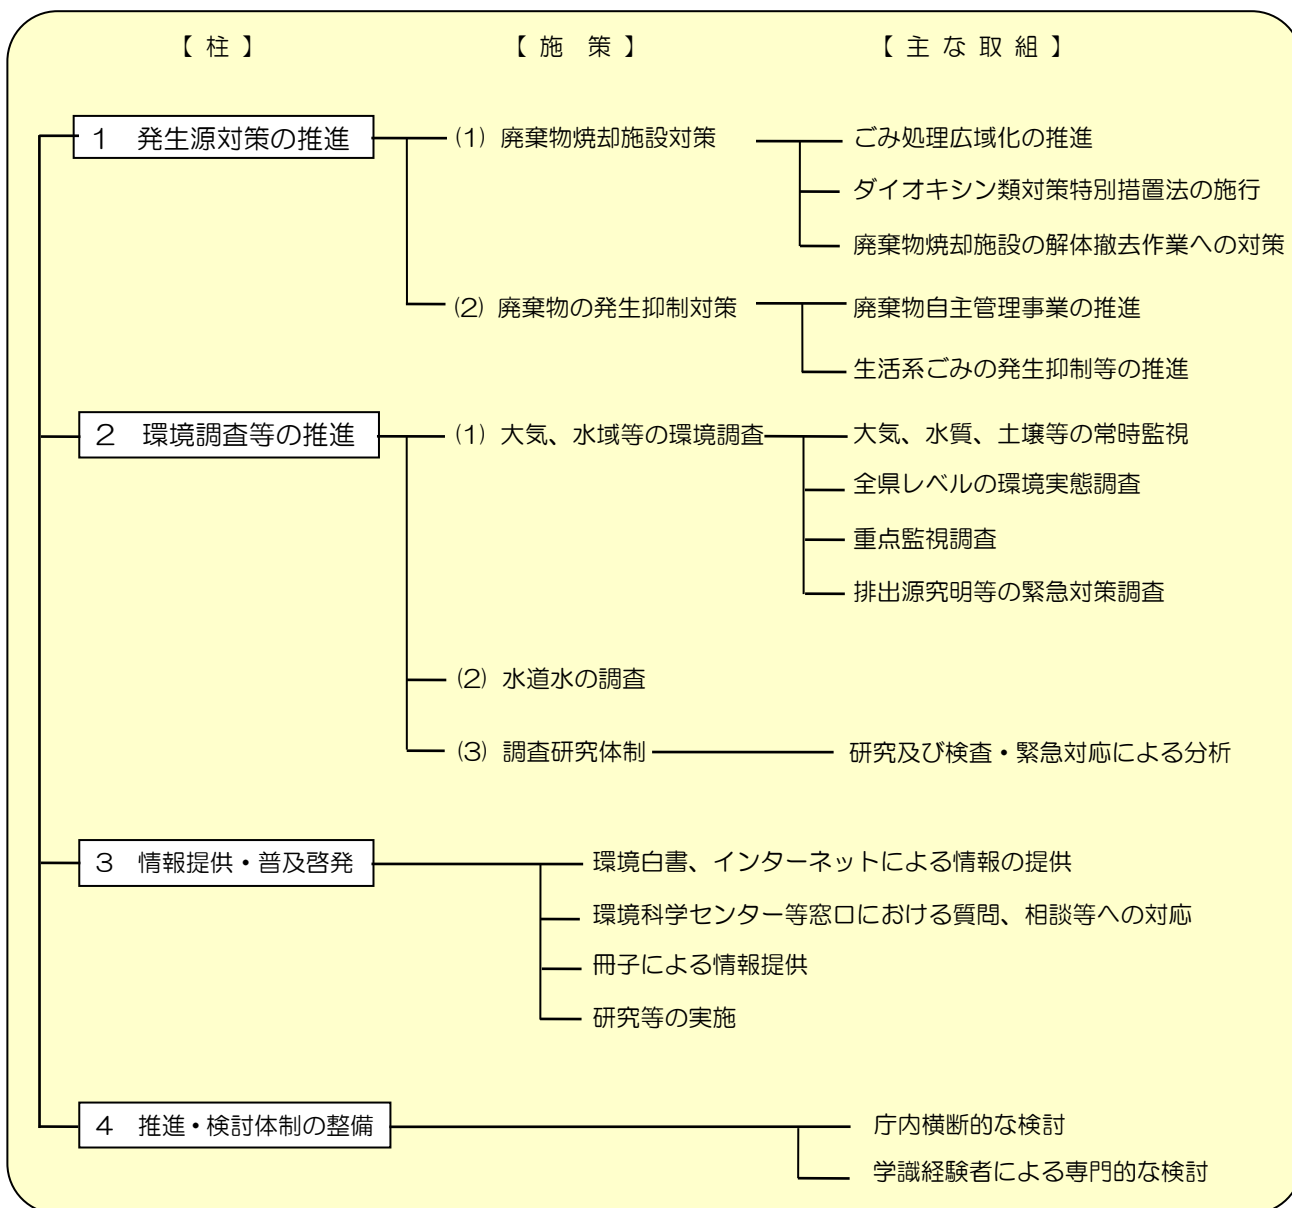 【 柱 】 【 施 策 】 【 主 な 取 組 】
1 発生源対策の推進 (1) 廃棄物焼却施設対策 ごみ処理広域化の推進
ダイオキシン類対策特別措置法の施行
廃棄物焼却施設の解体撤去作業への対策
(2) 廃棄物の発生抑制対策 廃棄物自主管理事業の推進
生活系ごみの発生抑制等の推進
2 環境調査等の推進 (1) 大気、水域等の環境調査 大気、水質、土壌等の常時監視
全県レベルの環境実態調査
重点監視調査
排出源究明等の緊急対策調査
(2) 水道水の調査
(3) 調査研究体制 研究及び検査・緊急対応による分析
3 情報提供・普及啓発 環境白書、インターネットによる情報の提供
環境科学センター等窓口における質問、相談等への対応
冊子による情報提供
研究等の実施
4 推進・検討体制の整備 庁内横断的な検討
学識経験者による専門的な検討